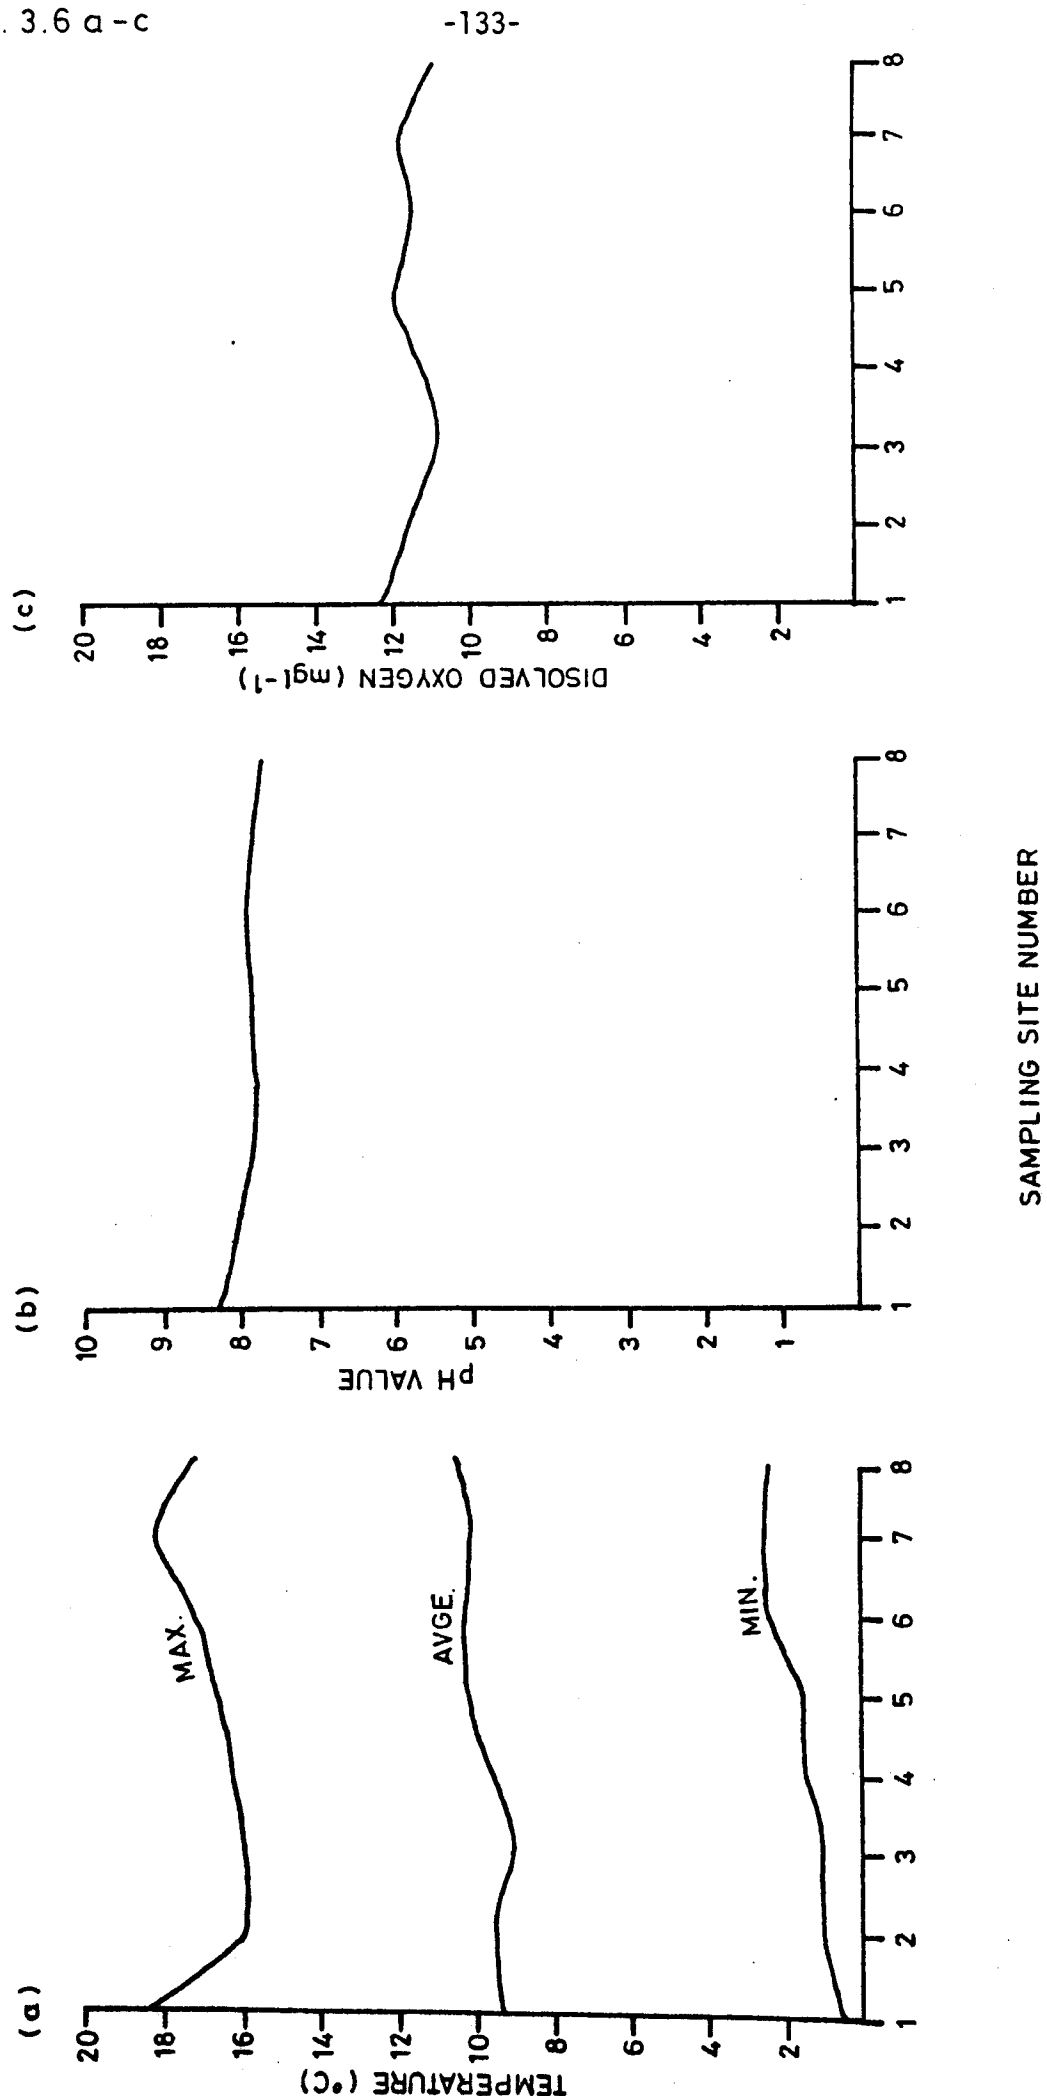 . 3.6 a-c
-133-
(a)
TEMPERATURE (°C)
20
18
16
14
12
10
8
6
4
2
MAX.
AVGE.
MIN.
1 2 3 4 5 6 7 8
(b)
pH VALUE
10
9
8
7
6
5
4
3
2
1
1 2 3 4 5 6 7 8
(c)
DISOLVED OXYGEN (mgl-1)
20
18
16
14
12
10
8
6
4
2
1 2 3 4 5 6 7 8
SAMPLING SITE NUMBER